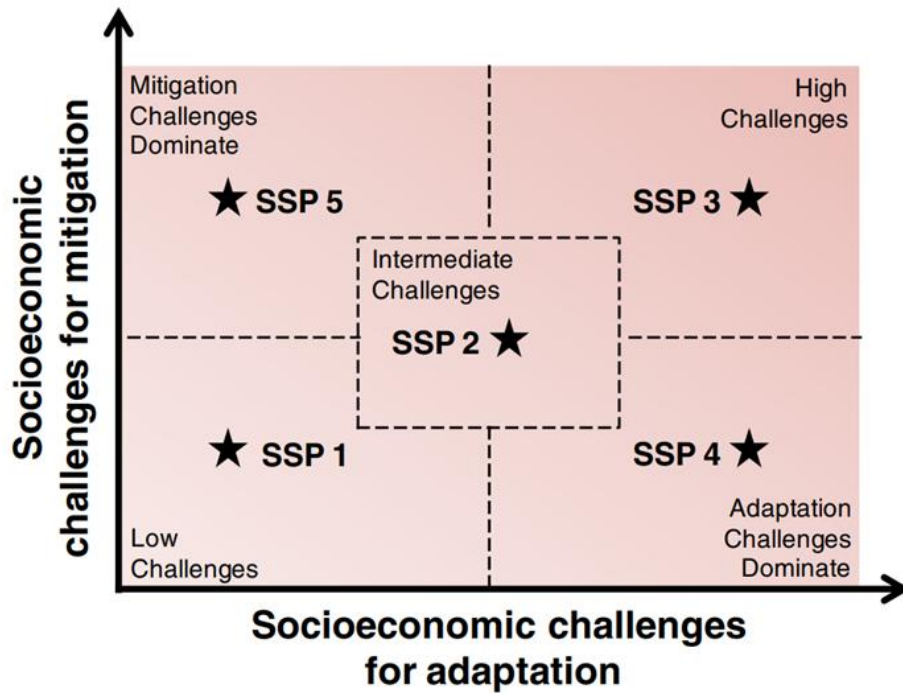 Socioeconomic
challenges for mitigation
Mitigation
Challenges
Dominate
High
Challenges
SSP 5
SSP 3
Intermediate
Challenges
SSP 2
SSP 1
SSP 4
Low
Challenges
Adaptation
Challenges
Dominate
Socioeconomic challenges
for adaptation